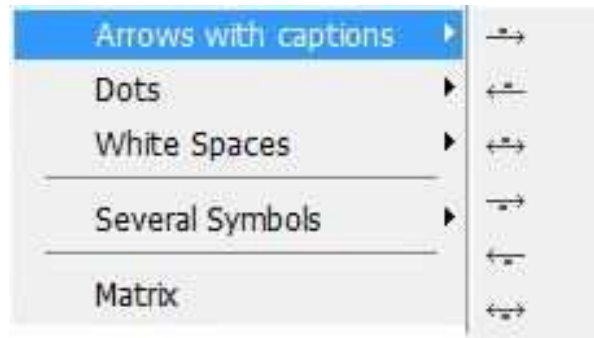 Arrows with captions
Dots
White Spaces
Several Symbols
Matrix